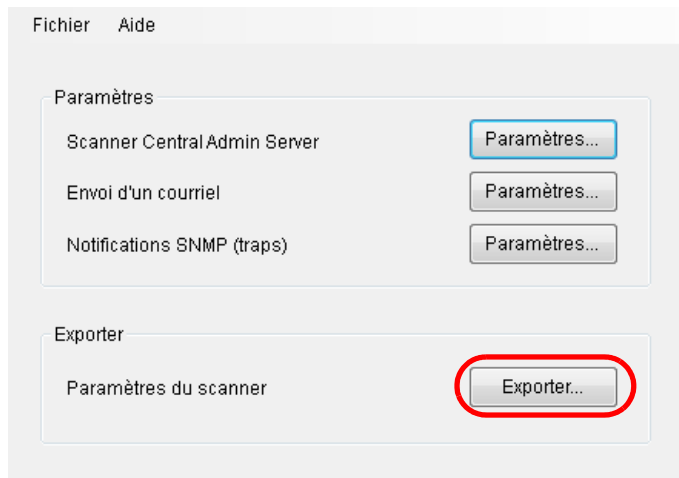 Fichier Aide
Paramètres
Scanner Central Admin Server Paramètres...
Envoi d'un courriel Paramètres...
Notifications SNMP (traps) Paramètres...
Exporter
Paramètres du scanner Exporter...